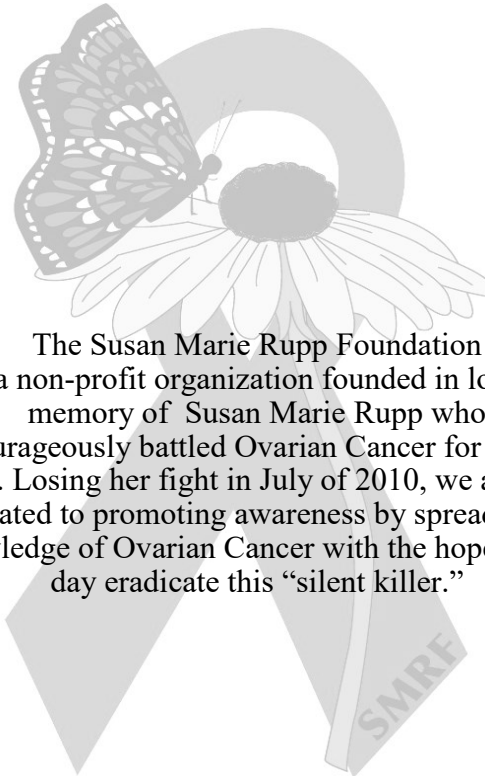 The Susan Marie Rupp Foundation
a non-profit organization founded in
memory of Susan Marie Rupp who
battled Ovarian Cancer for
. Losing her fight in July of 2010, we
to promoting awareness by
of Ovarian Cancer with the
day eradicate this “silent killer.”
SMRF